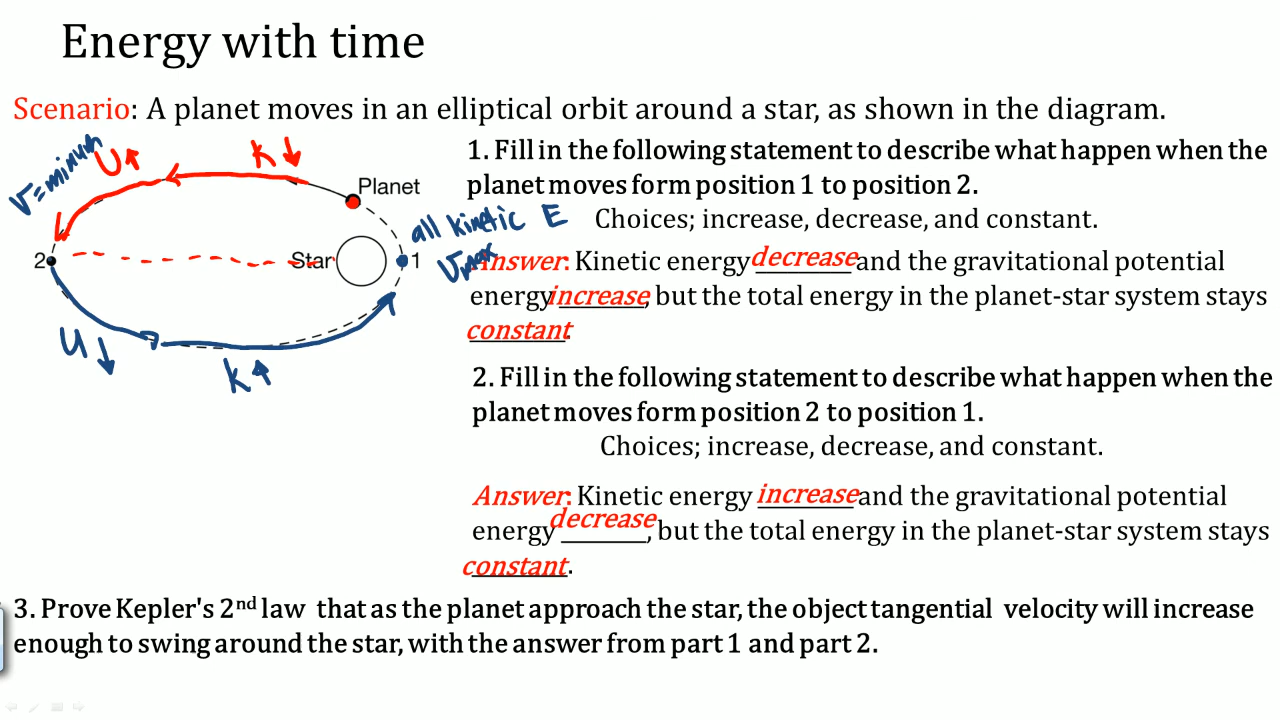 Energy with time
Scenario: A planet moves in an elliptical orbit around a star, as shown in the diagram.
v=minum
U↑
K↓
Planet
2
Star
1
all kinetic E
vmax
U↓
K↑
1. Fill in the following statement to describe what happen when the
planet moves form position 1 to position 2.
Choices; increase, decrease, and constant.
Answer: Kinetic energy decrease and the gravitational potential
energy increase, but the total energy in the planet-star system stays
constant.
2. Fill in the following statement to describe what happen when the
planet moves form position 2 to position 1.
Choices; increase, decrease, and constant.
Answer: Kinetic energy increase and the gravitational potential
energy decrease, but the total energy in the planet-star system stays
constant.
3. Prove Kepler's 2nd law that as the planet approach the star, the object tangential velocity will increase
enough to swing around the star, with the answer from part 1 and part 2.